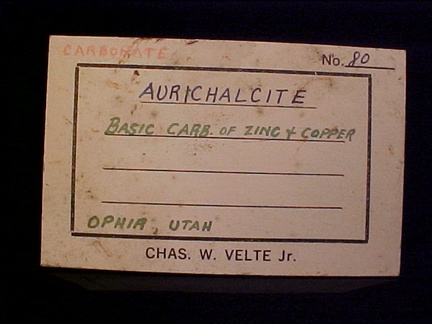 CARBONATE
No. 80
AURICHALCITE
BASIC CARB. OF ZINC & COPPER
OPHIR, UTAH
CHAS. W. VELTE Jr.